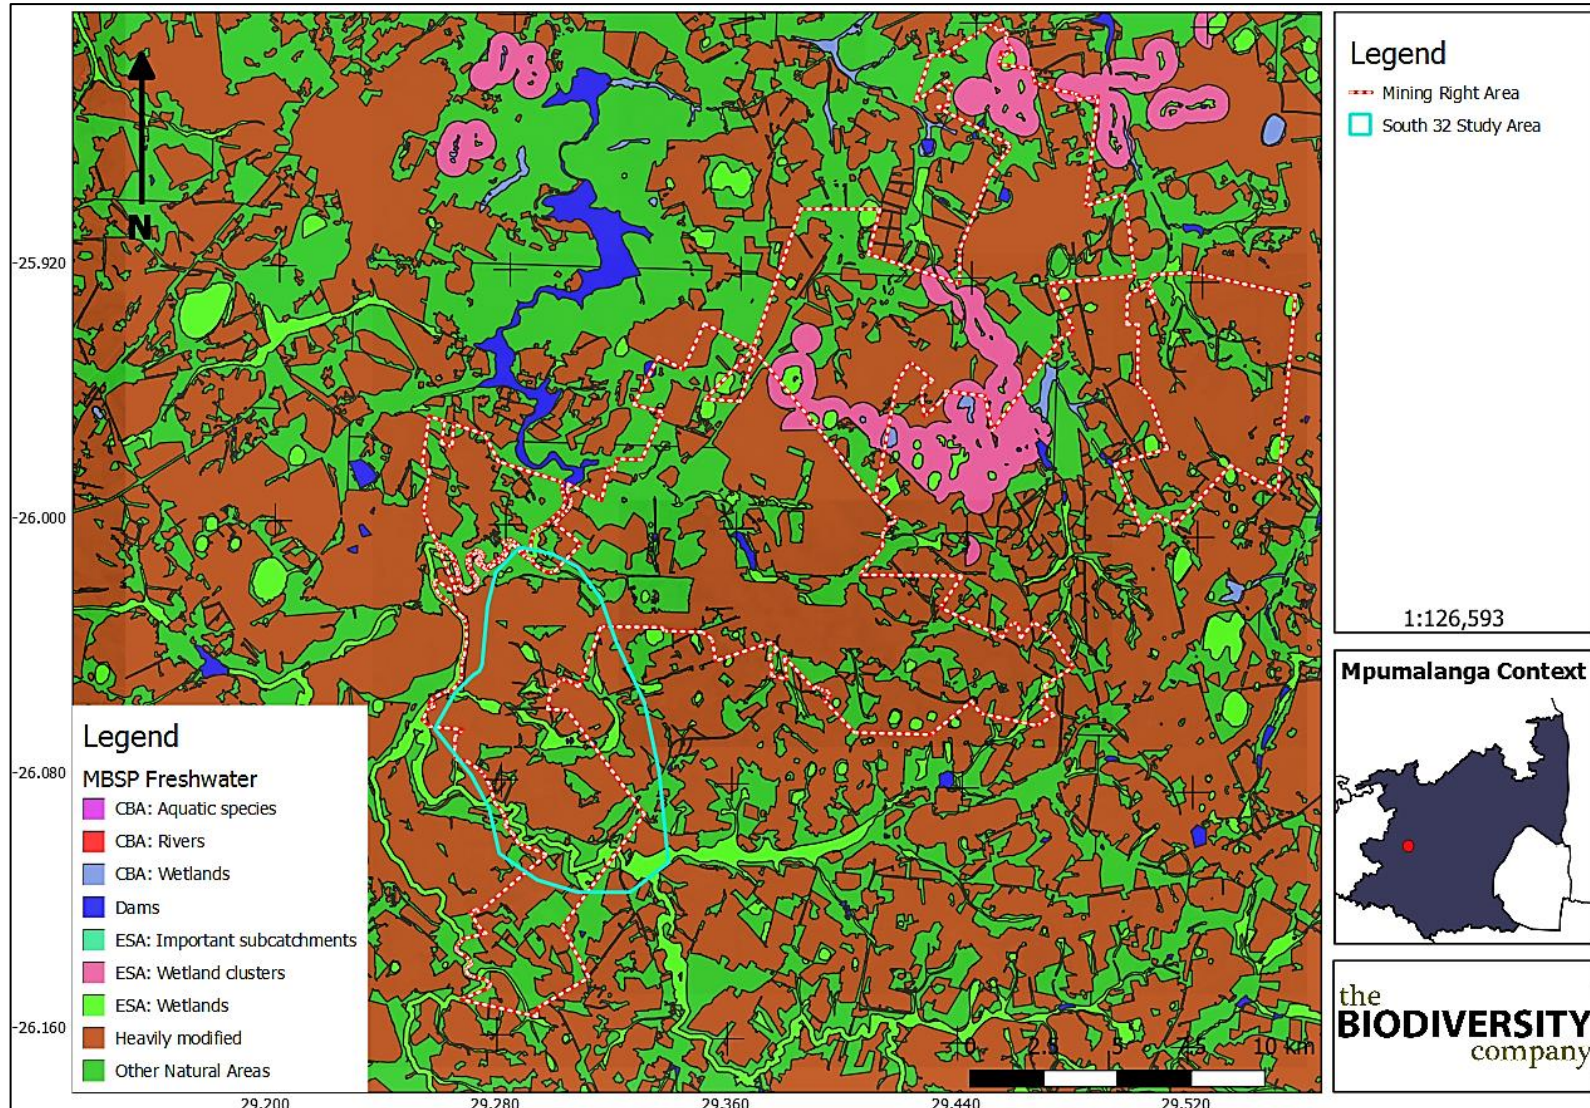 N
-25.920
-26.000
-26.080
-26.160
29.200
29.280
29.360
29.440
29.520
Legend
MBSP Freshwater
CBA: Aquatic species
CBA: Rivers
CBA: Wetlands
Dams
ESA: Important subcatchments
ESA: Wetland clusters
ESA: Wetlands
Heavily modified
Other Natural Areas
0 2.5 5 7.5 10 km
Legend
Mining Right Area
South 32 Study Area
1:126,593
Mpumalanga Context
the
BIODIVERSITY
company